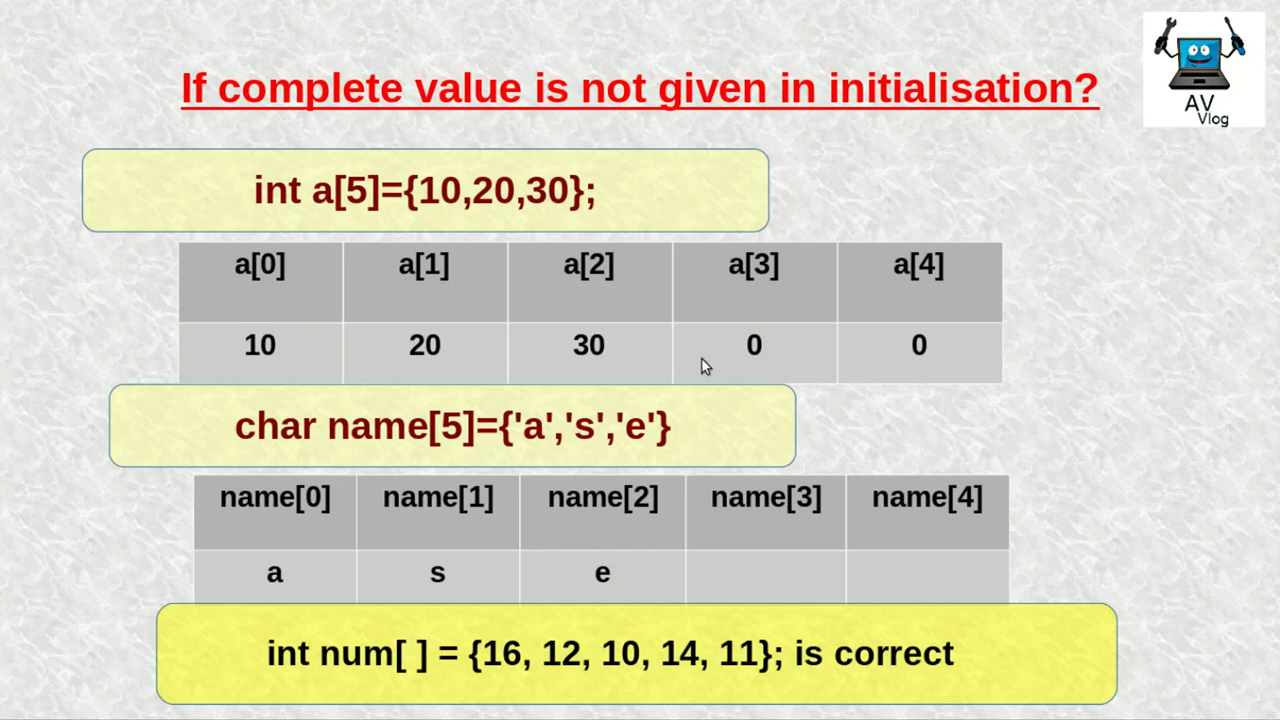 If complete value is not given in initialisation?
AV
Vlog
int a[5]={10,20,30};
a[0] a[1] a[2] a[3] a[4]
10 20 30 0 0
char name[5]={'a','s','e'}
name[0] name[1] name[2] name[3] name[4]
a s e
int num[ ] = {16, 12, 10, 14, 11}; is correct